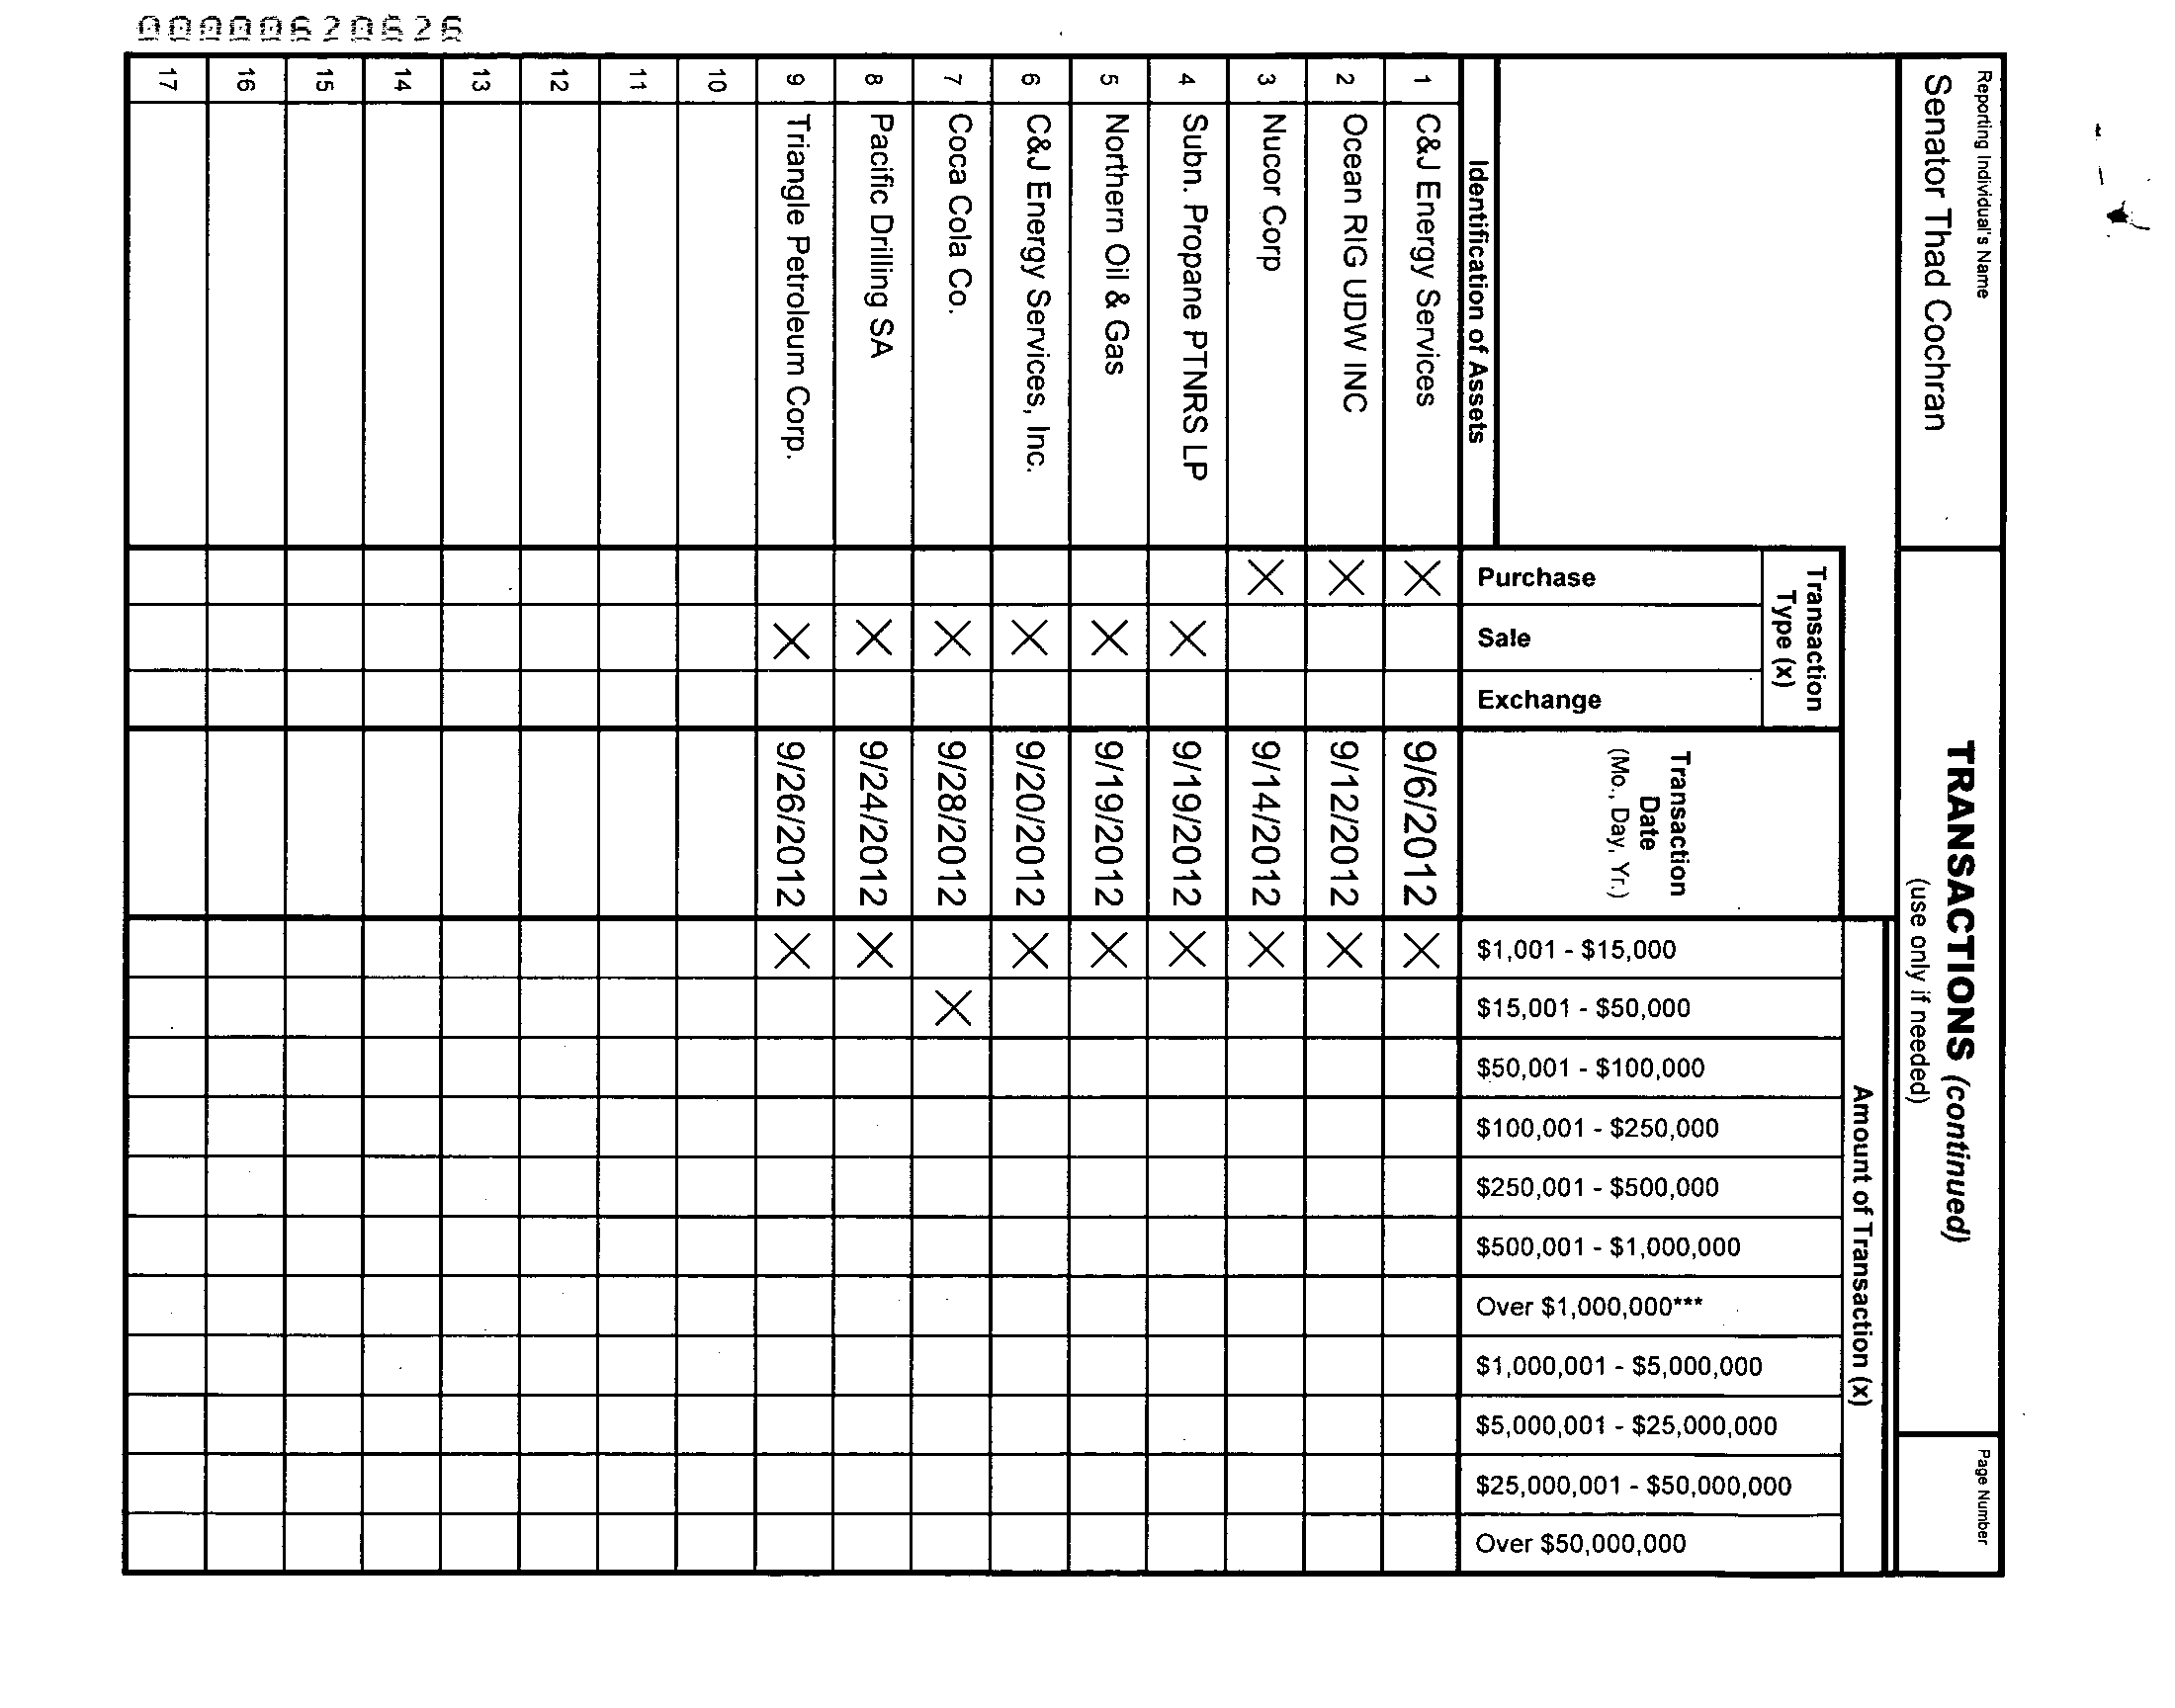 Reporting Individual's Name
Senator Thad Cochran
TRANSACTIONS (continued)
(use only if needed)
Page Number
Identification of Assets
Transaction
Type (x)
Purchase
Sale
Exchange
Transaction
Date
(Mo., Day, Yr.)
Amount of Transaction (x)
$1,001 - $15,000
$15,001 - $50,000
$50,001 - $100,000
$100,001 - $250,000
$250,001 - $500,000
$500,001 - $1,000,000
Over $1,000,000***
$1,000,001 - $5,000,000
$5,000,001 - $25,000,000
$25,000,001 - $50,000,000
Over $50,000,000
1 C&J Energy Services X 9/6/2012 X
2 Ocean RIG UDW INC X 9/12/2012 X
3 Nucor Corp X 9/14/2012 X
4 Subn. Propane PTNRS LP X 9/19/2012 X
5 Northern Oil & Gas X 9/19/2012 X
6 C&J Energy Services, Inc. X 9/20/2012 X
7 Coca Cola Co. X 9/28/2012 X
8 Pacific Drilling SA X 9/24/2012 X
9 Triangle Petroleum Corp. X 9/26/2012 X
10
11
12
13
14
15
16
17
00000620626